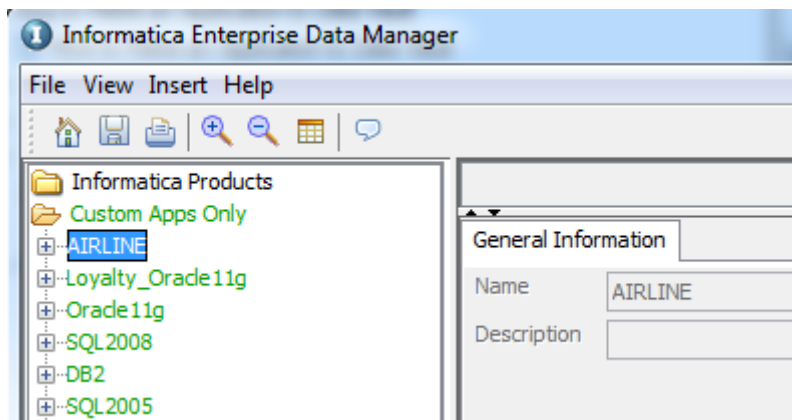 Informatica Enterprise Data Manager
File View Insert Help
Informatica Products
Custom Apps Only
AIRLINE
Loyalty_Oracle11g
Oracle11g
SQL2008
DB2
SQL2005
General Information
Name AIRLINE
Description